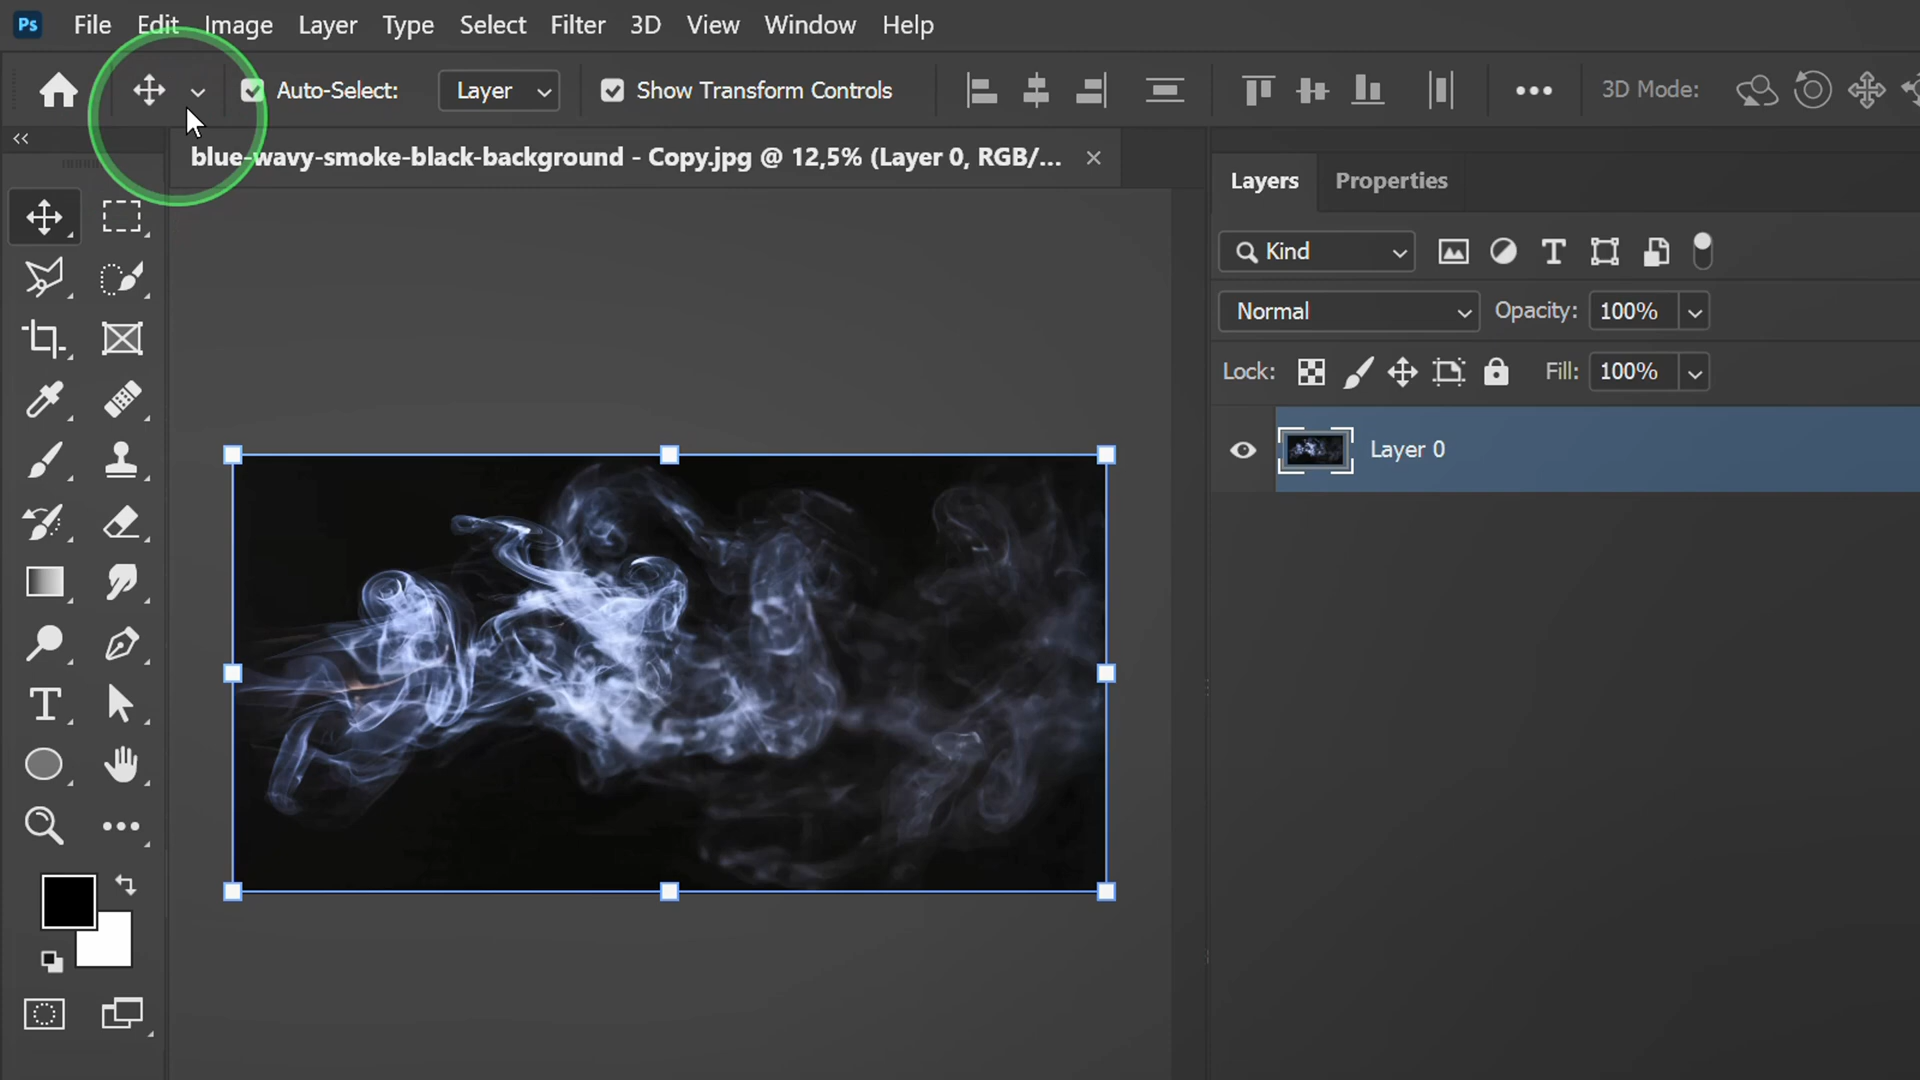 Ps File Edit Image Layer Type Select Filter 3D View Window Help
Auto-Select: Layer Show Transform Controls 3D Mode:
blue-wavy-smoke-black-background - Copy.jpg @ 12,5% (Layer 0, RGB/...
Layers Properties
Kind
Normal Opacity: 100%
Lock: Fill: 100%
Layer 0